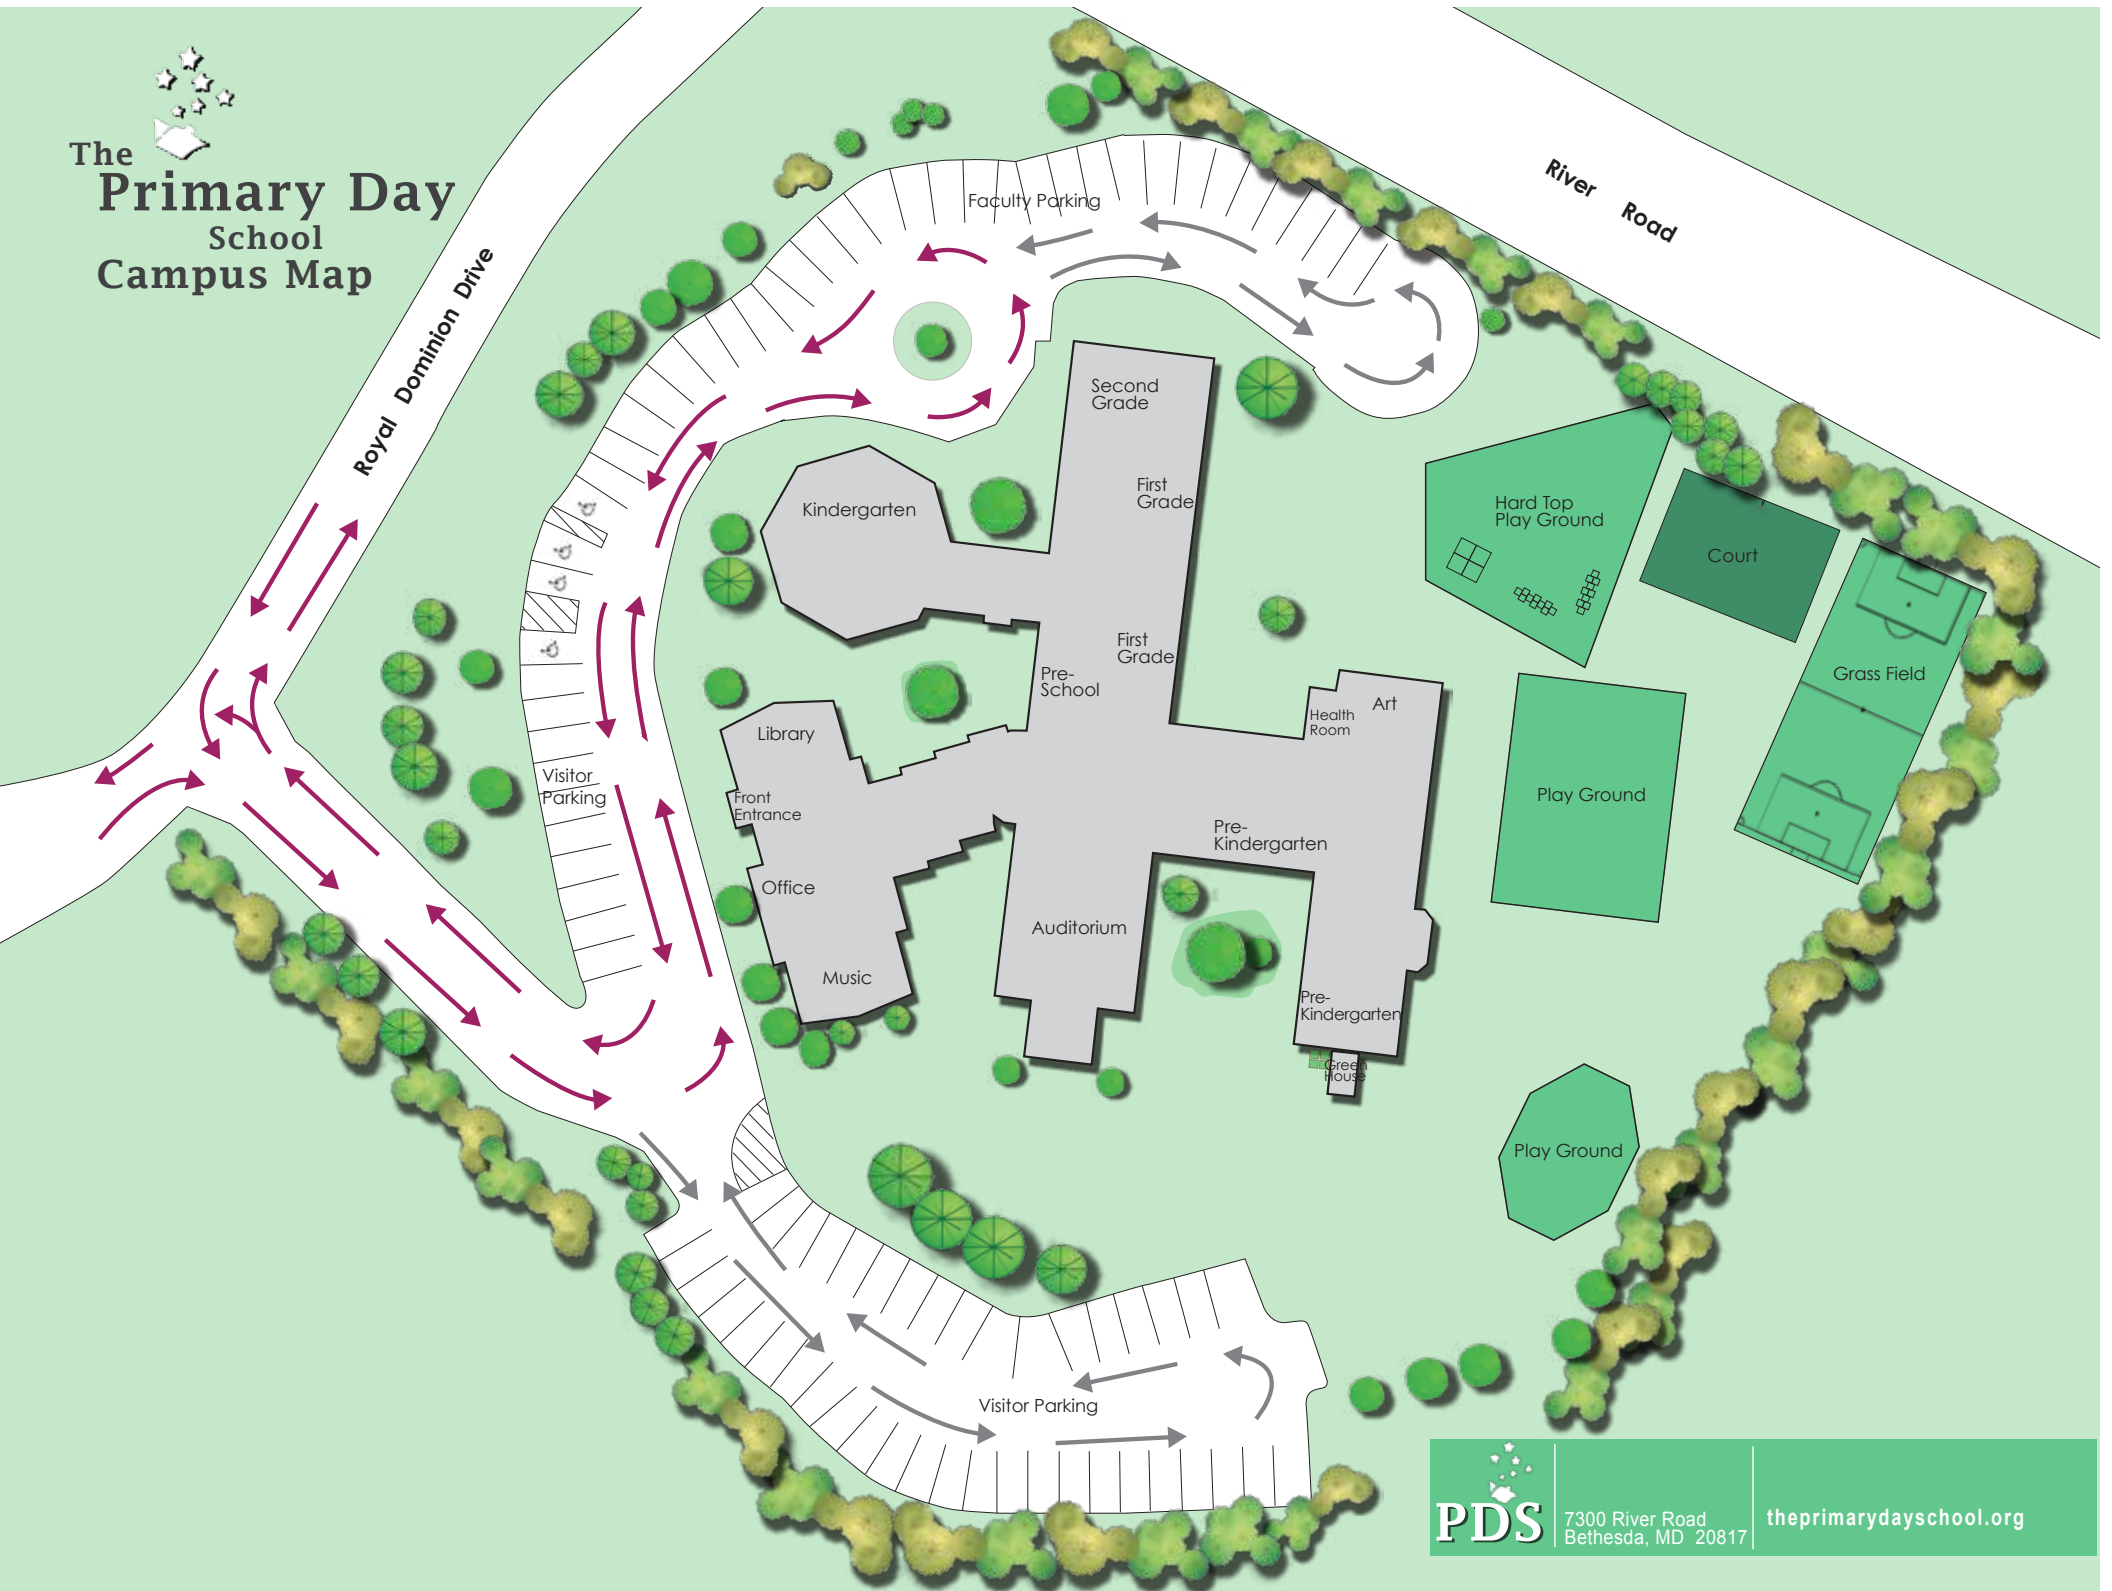 The
Primary Day
School
Campus Map
Royal Dominion Drive
River Road
Faculty Parking
Second
Grade
First
Grade
Kindergarten
Hard Top
Play Ground
Court
Grass Field
First
Grade
Pre-
School
Library
Health
Room
Art
Visitor
Parking
Front
Entrance
Play Ground
Pre-
Kindergarten
Office
Auditorium
Music
Pre-
Kindergarten
Green
House
Play Ground
Visitor Parking
PDS
7300 River Road
Bethesda, MD 20817
theprimarydayschool.org